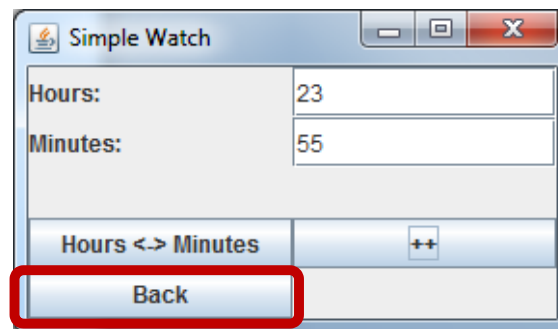 Simple Watch
Hours: 23
Minutes: 55
Hours <-> Minutes ++
Back